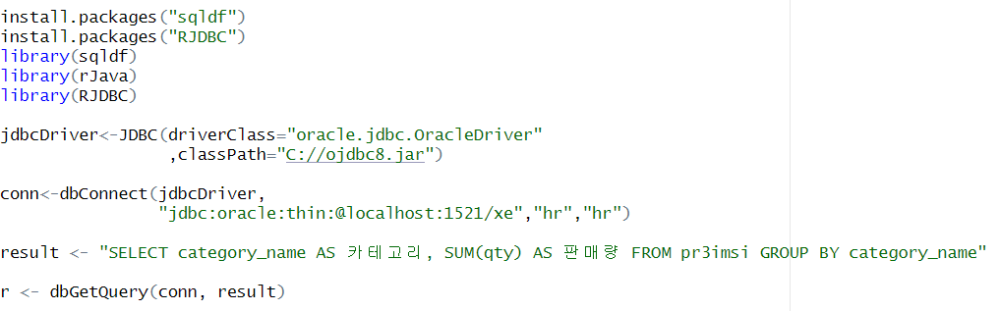 install.packages("sqldf")
install.packages("RJDBC")
library(sqldf)
library(rJava)
library(RJDBC)
jdbcDriver<-JDBC(driverClass="oracle.jdbc.OracleDriver"
,classPath="C://ojdbc8.jar")
conn<-dbConnect(jdbcDriver,
"jdbc:oracle:thin:@localhost:1521/xe","hr","hr")
result <- "SELECT category_name AS 카테고리, SUM(qty) AS 판매량 FROM pr3imsi GROUP BY category_name"
r <- dbGetQuery(conn, result)